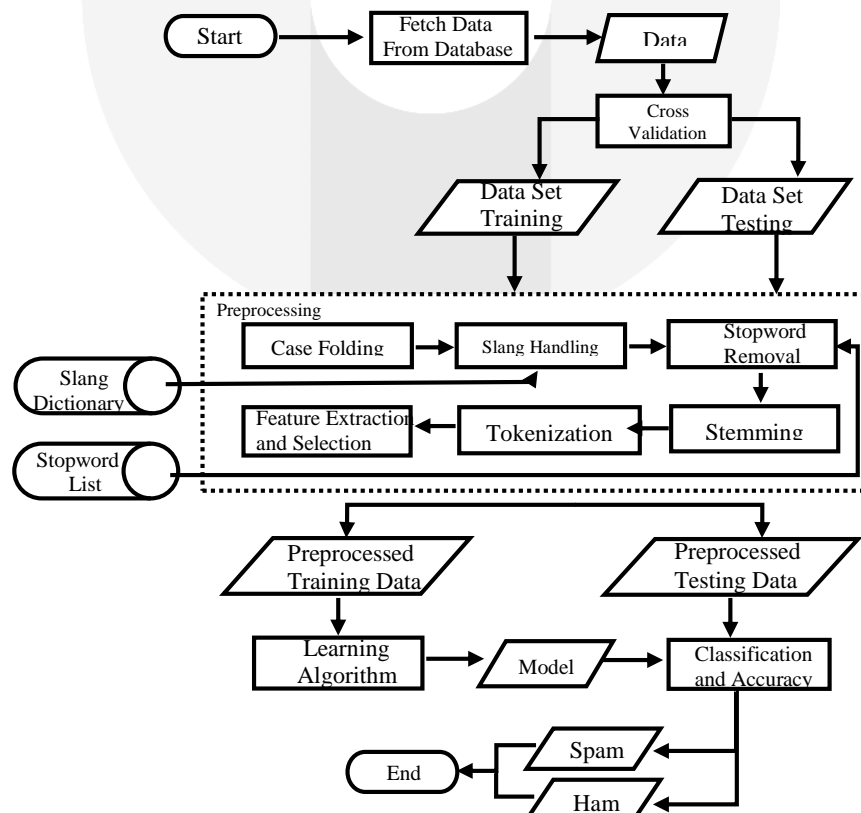 Start
Fetch Data
From Database
Data
Cross
Validation
Data Set
Training
Data Set
Testing
Preprocessing
Case Folding
Slang Handling
Stopword
Removal
Slang
Dictionary
Feature Extraction
and Selection
Tokenization
Stemming
Stopword
List
Preprocessed
Training Data
Preprocessed
Testing Data
Learning
Algorithm
Model
Classification
and Accuracy
Spam
End
Ham